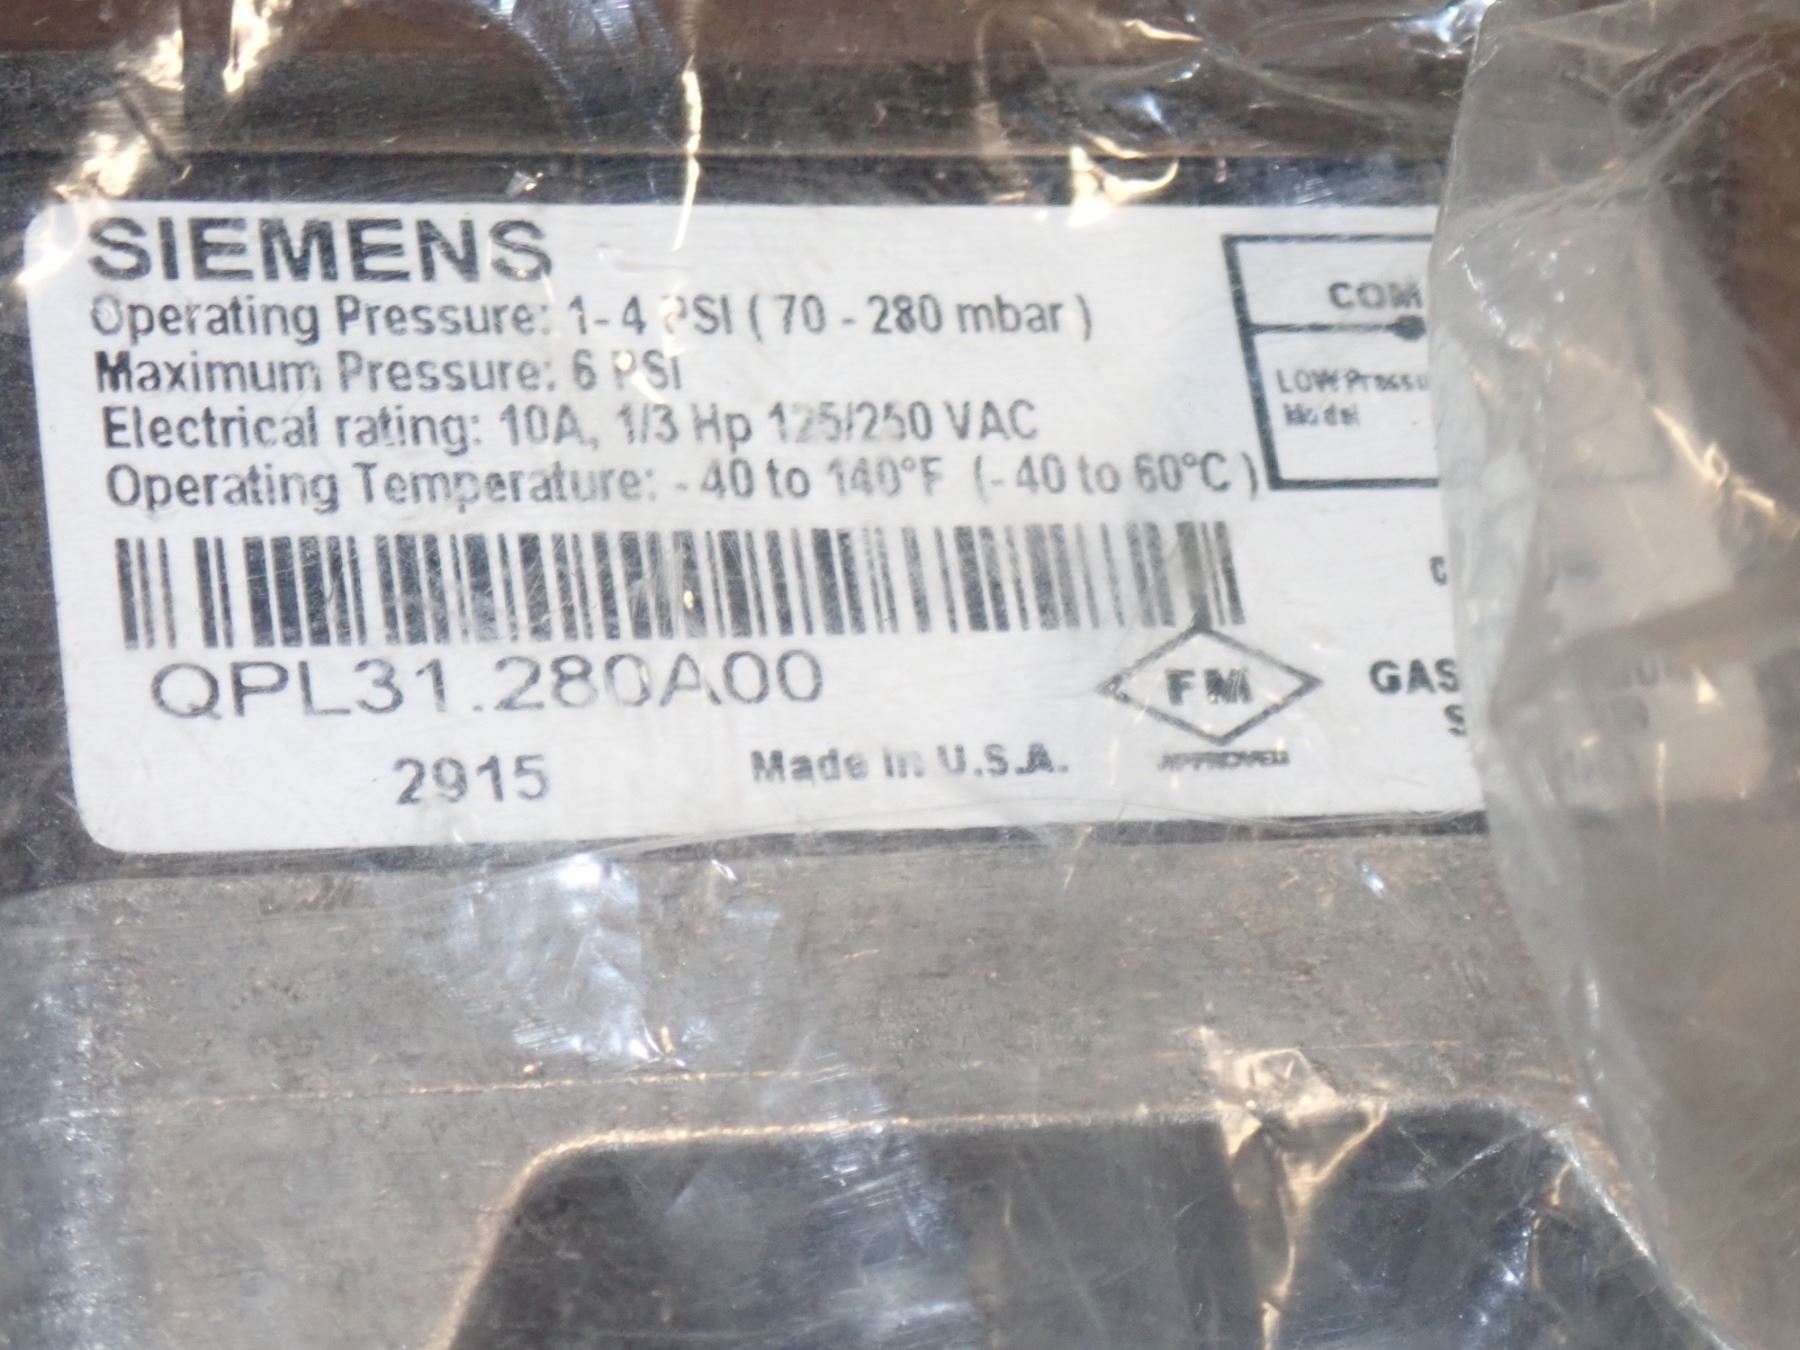 SIEMENS
Operating Pressure: 1-4 PSI ( 70 - 280 mbar )
Maximum Pressure: 6 PSI
Electrical rating: 10A, 1/3 Hp 125/250 VAC
Operating Temperature: - 40 to 140°F (- 40 to 60°C )
COM
LOW Pressu
Model
QPL31.280A00
FM
APPROVED
GAS
2915
Made in U.S.A.